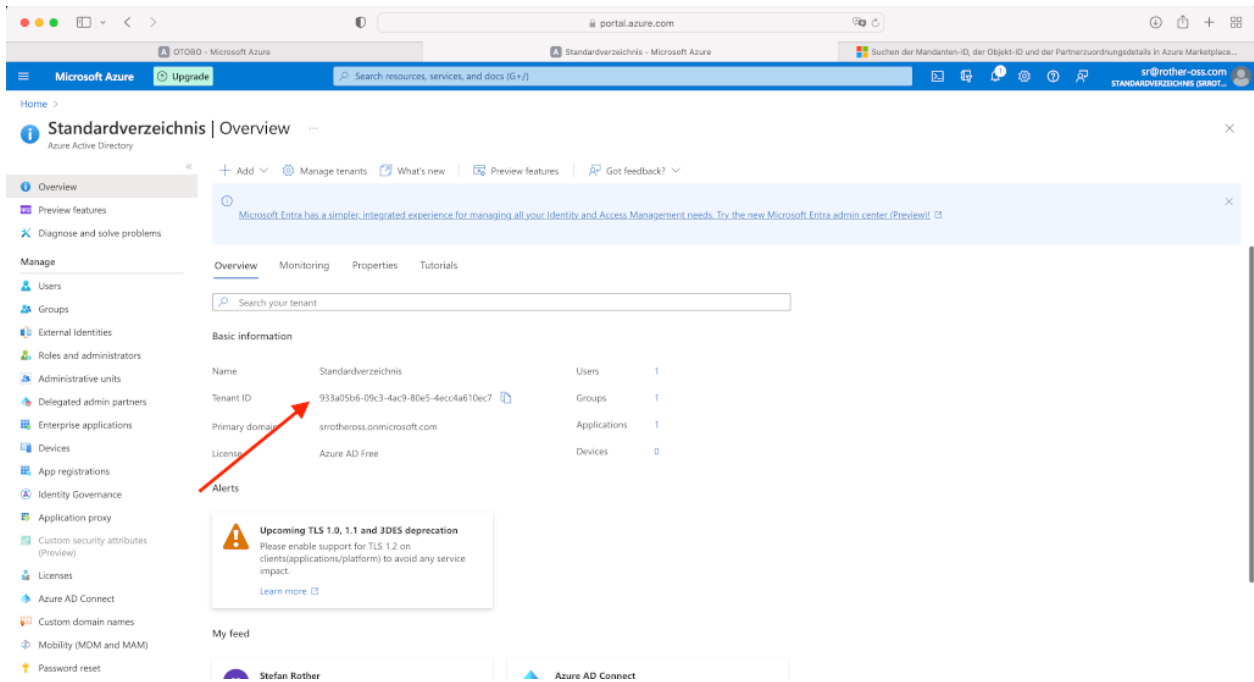 portal.azure.com
OTOBO - Microsoft Azure
Standardverzeichnis - Microsoft Azure
Suchen der Mandanten-ID, der Objekt-ID und der Partnerzuordnungsdetails in Azure Marketplace...
Microsoft Azure
Upgrade
Search resources, services, and docs (G+/)
1
sr@rother-oss.com
STANDARDVERZEICHNIS (SRROT...
Home >
Standardverzeichnis | Overview ...
Azure Active Directory
«
Overview
Preview features
Diagnose and solve problems
Manage
Users
Groups
External Identities
Roles and administrators
Administrative units
Delegated admin partners
Enterprise applications
Devices
App registrations
Identity Governance
Application proxy
Custom security attributes
(Preview)
Licenses
Azure AD Connect
Custom domain names
Mobility (MDM and MAM)
Password reset
+ Add Manage tenants What's new Preview features Got feedback?
Microsoft Entra has a simpler, integrated experience for managing all your Identity and Access Management needs. Try the new Microsoft Entra admin center (Preview)!
Overview Monitoring Properties Tutorials
Search your tenant
Basic information
Name Standardverzeichnis Users 1
Tenant ID 933a05b6-09c3-4ac9-80e5-4ecc4a610ec7 Groups 1
Primary domain srrotheross.onmicrosoft.com Applications 1
License Azure AD Free Devices 0
Alerts
Upcoming TLS 1.0, 1.1 and 3DES deprecation
Please enable support for TLS 1.2 on
clients(applications/platform) to avoid any service
impact.
Learn more
My feed
Stefan Rother
Azure AD Connect